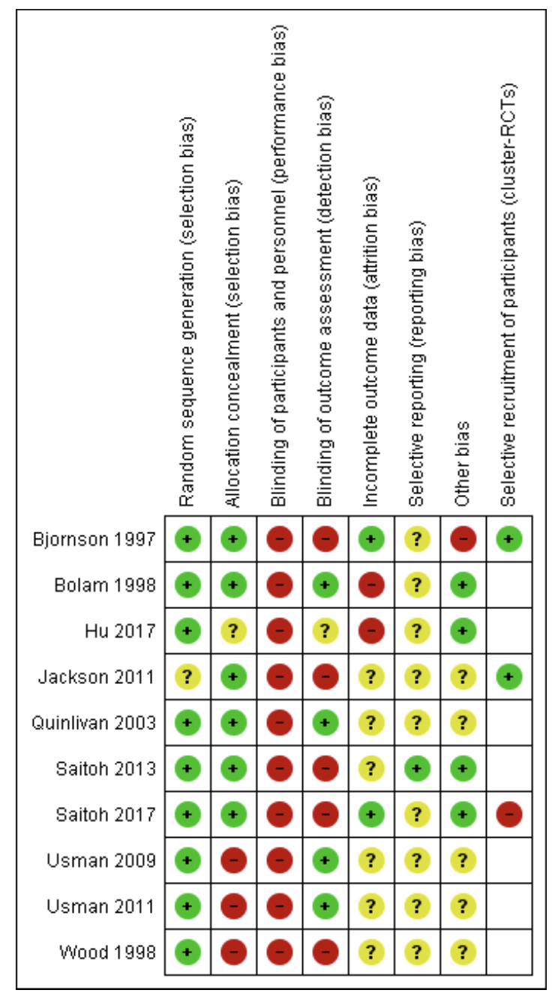 Random sequence generation (selection bias)
Allocation concealment (selection bias)
Blinding of participants and personnel (performance bias)
Blinding of outcome assessment (detection bias)
Incomplete outcome data (attrition bias)
Selective reporting (reporting bias)
Other bias
Selective recruitment of participants (cluster-RCTs)
Bjornson 1997 + + - - + ? - +
Bolam 1998 + + - + - ? +
Hu 2017 + ? - ? - ? +
Jackson 2011 ? + - - ? ? ? +
Quinlivan 2003 + + - + ? ? ?
Saitoh 2013 + + - - ? + +
Saitoh 2017 + + - - + ? + -
Usman 2009 + - - + ? ? ?
Usman 2011 + - - + ? ? ?
Wood 1998 + - - - ? ? ?